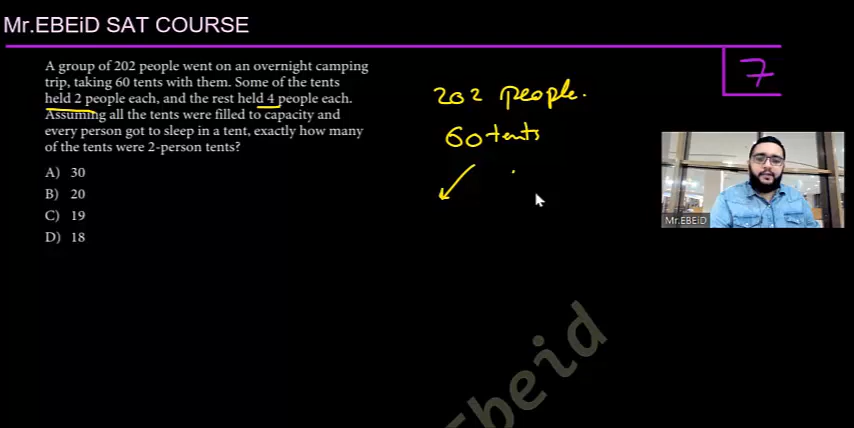 Mr.EBEiD SAT COURSE
7
A group of 202 people went on an overnight camping
trip, taking 60 tents with them. Some of the tents
held 2 people each, and the rest held 4 people each.
Assuming all the tents were filled to capacity and
every person got to sleep in a tent, exactly how many
of the tents were 2-person tents?
A) 30
B) 20
C) 19
D) 18
202 people.
60 tents
Mr.EBEiD
Ebeid